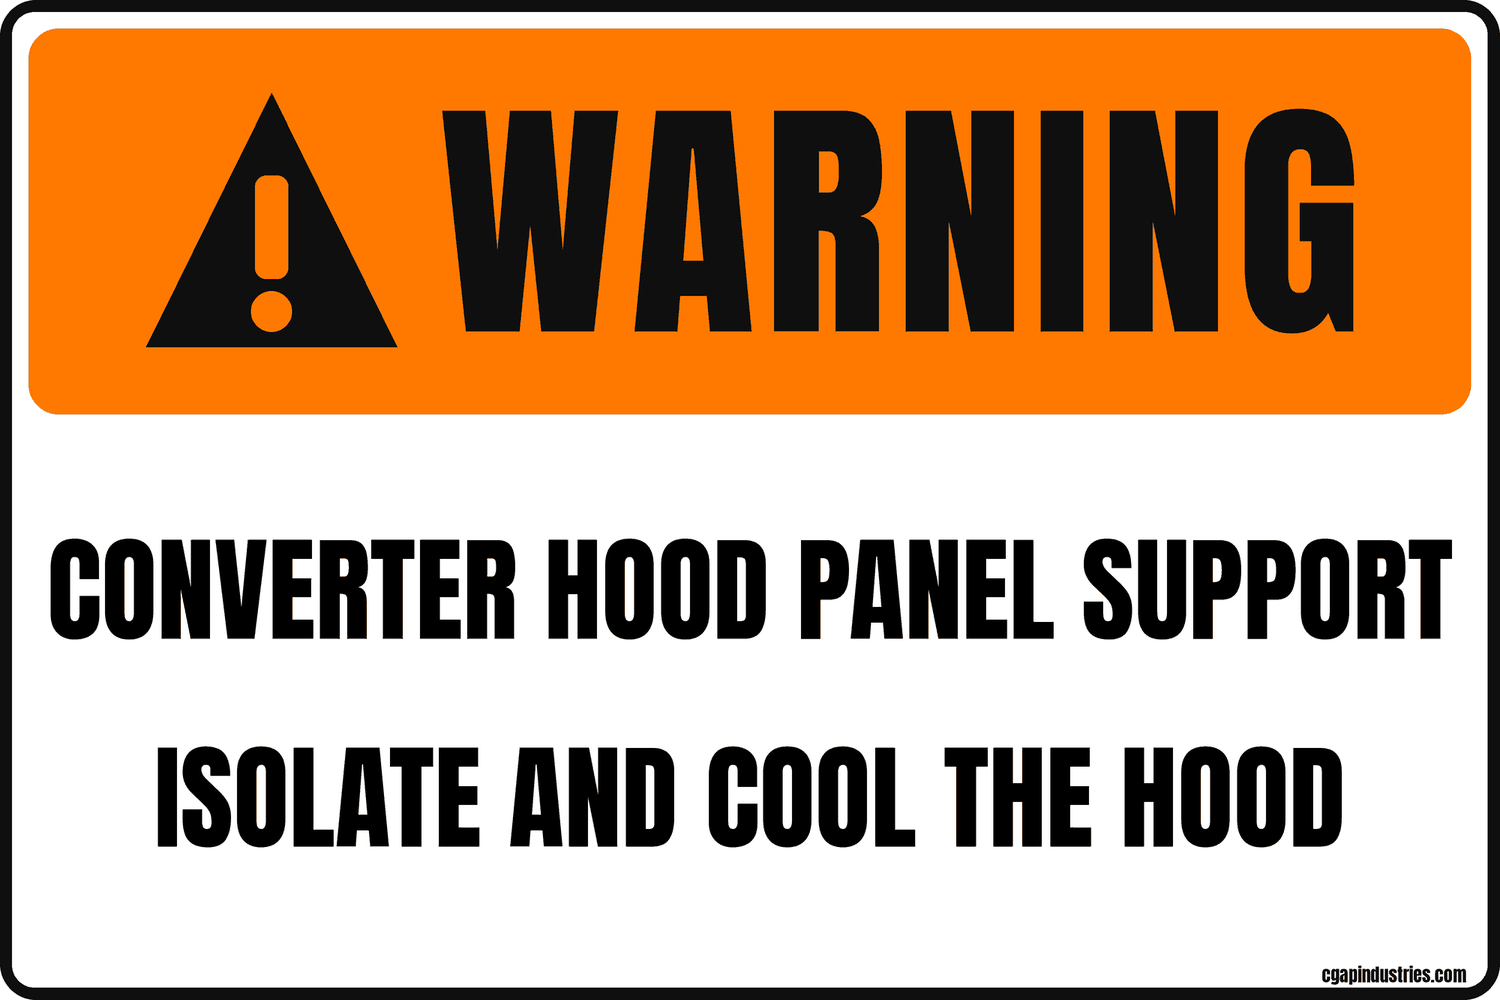 WARNING
CONVERTER HOOD PANEL SUPPORT
ISOLATE AND COOL THE HOOD
cgapindustries.com